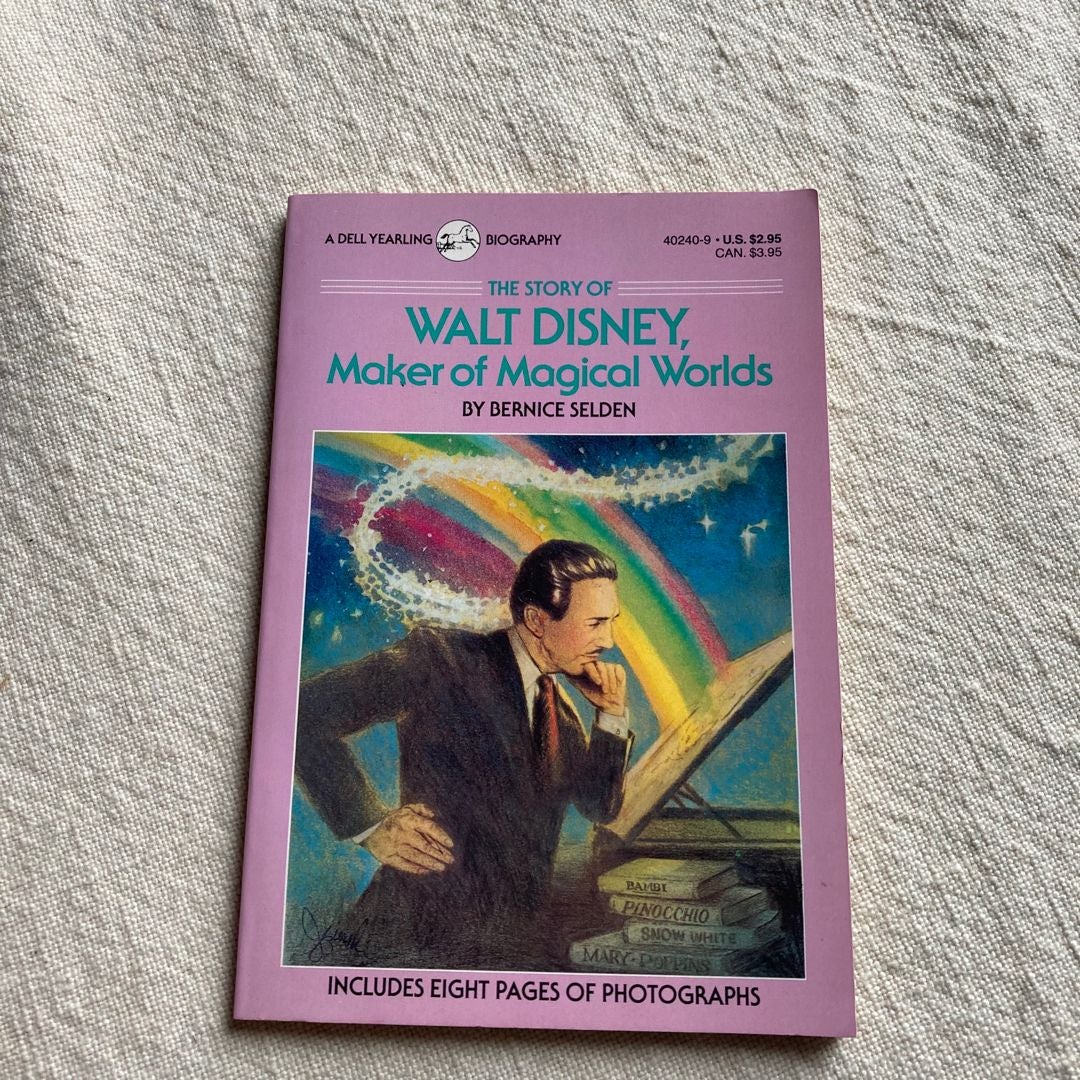 A DELL YEARLING BIOGRAPHY
40240-9 • U.S. $2.95
CAN. $3.95
THE STORY OF
WALT DISNEY,
Maker of Magical Worlds
BY BERNICE SELDEN
BAMBI
PINOCCHIO
SNOW WHITE
MARY • POPPINS
INCLUDES EIGHT PAGES OF PHOTOGRAPHS